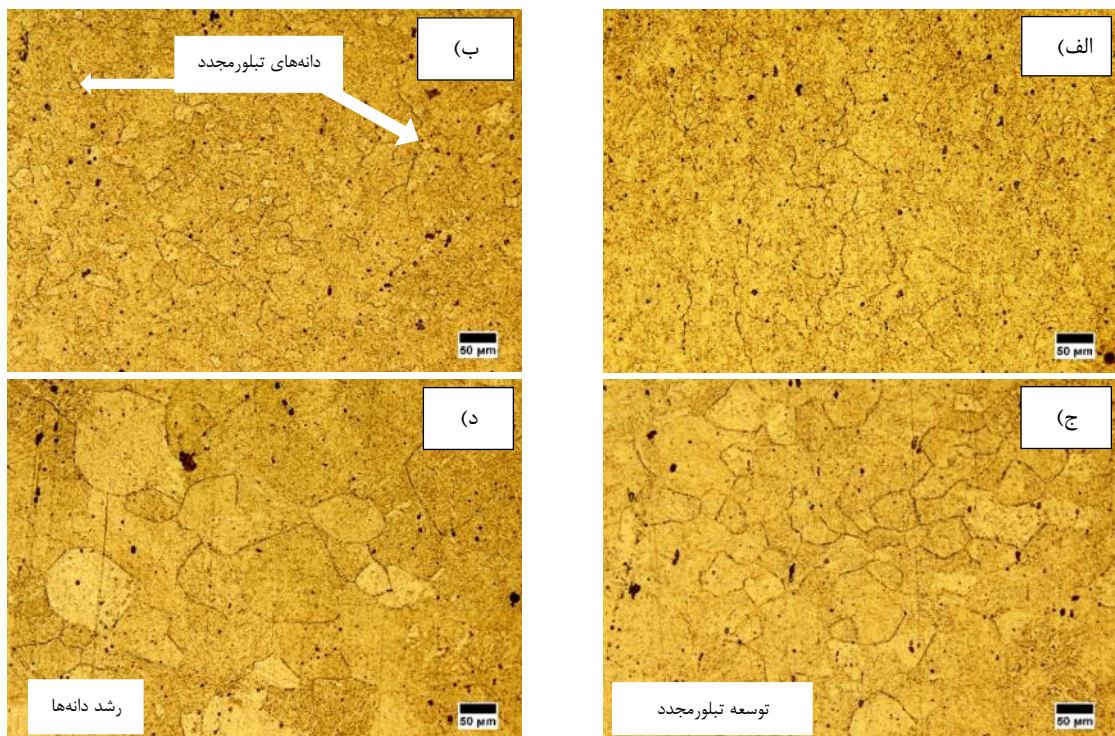 الف)
50 μm
ب)
دانه‌های تبلورمجدد
50 μm
ج)
توسعه تبلورمجدد
50 μm
د)
رشد دانه‌ها
50 μm